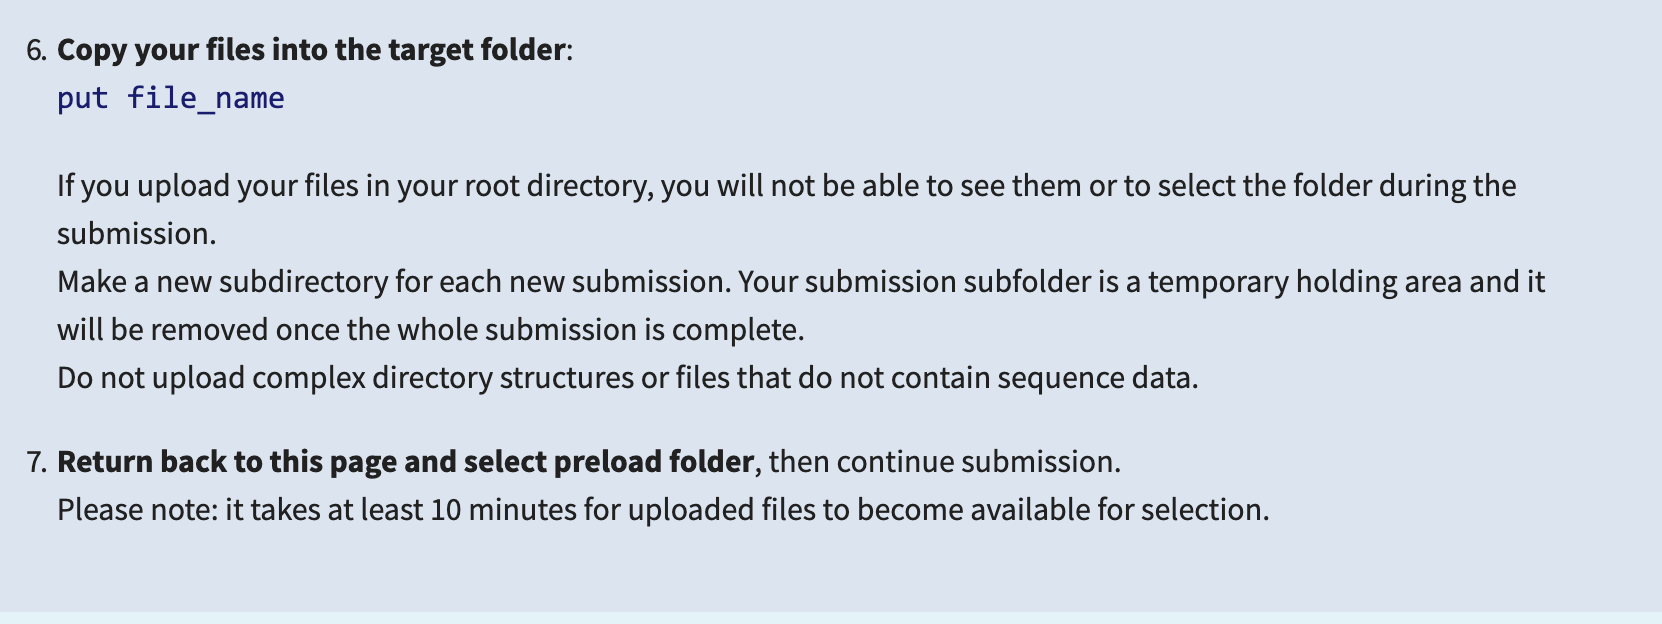 6. Copy your files into the target folder:
put file_name
If you upload your files in your root directory, you will not be able to see them or to select the folder during the
submission.
Make a new subdirectory for each new submission. Your submission subfolder is a temporary holding area and it
will be removed once the whole submission is complete.
Do not upload complex directory structures or files that do not contain sequence data.
7. Return back to this page and select preload folder, then continue submission.
Please note: it takes at least 10 minutes for uploaded files to become available for selection.